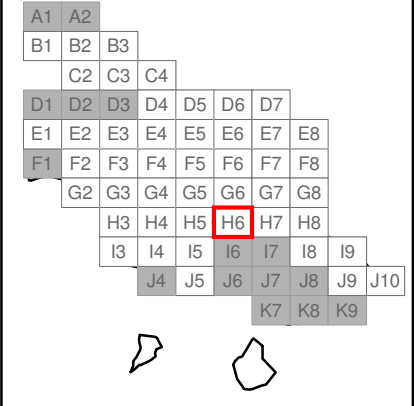 A1 A2
B1 B2 B3
C2 C3 C4
D1 D2 D3 D4 D5 D6 D7
E1 E2 E3 E4 E5 E6 E7 E8
F1 F2 F3 F4 F5 F6 F7 F8
G2 G3 G4 G5 G6 G7 G8
H3 H4 H5 H6 H7 H8
I3 I4 I5 I6 I7 I8 I9
J4 J5 J6 J7 J8 J9 J10
K7 K8 K9